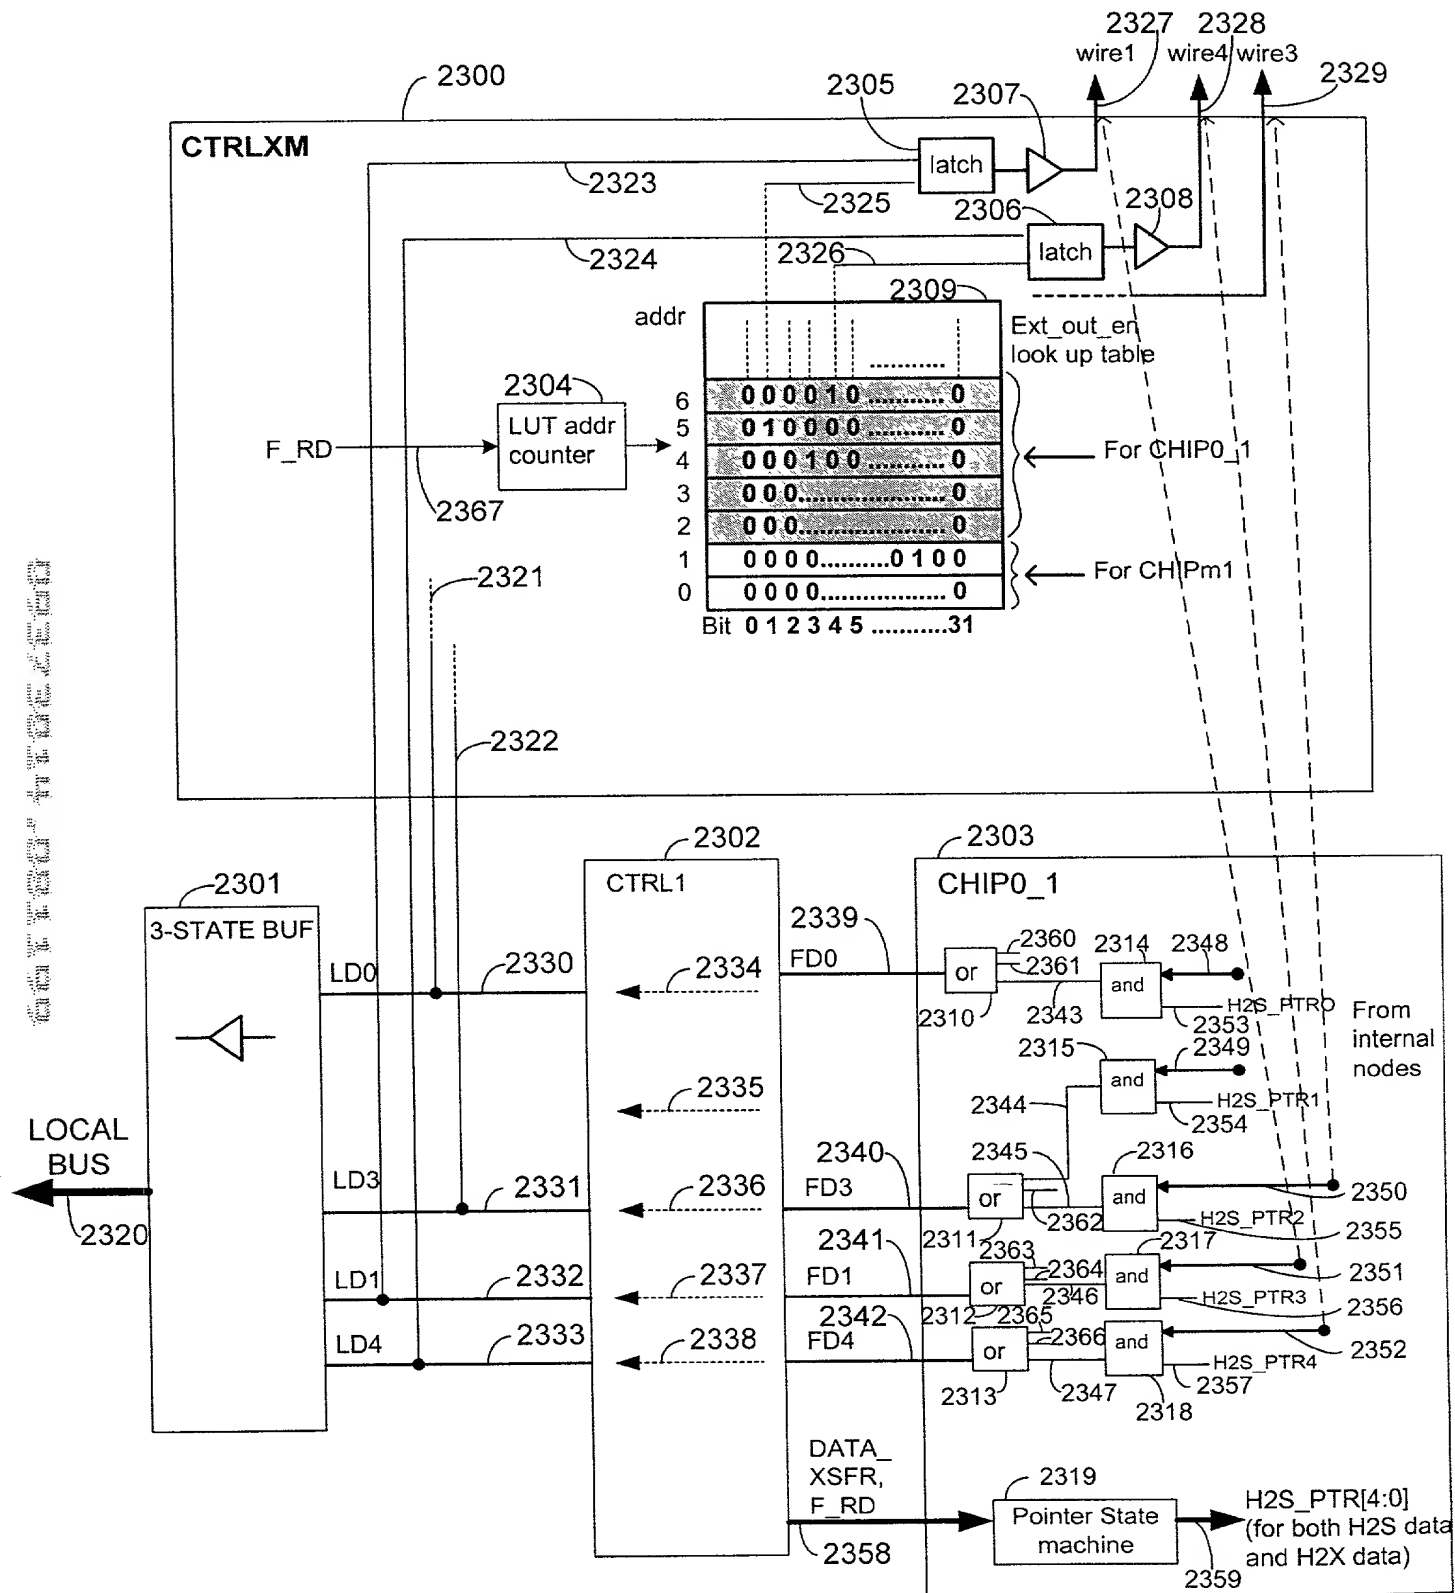 2327
2328
wire1
wire4
wire3
2329
2300
2305
2307
CTRLXM
latch
2323
2325
2306
2308
latch
2324
2326
2309
addr
Ext_out_en
look up table
...........
2304
LUT addr
counter
F_RD
2367
6 0 0 0 0 1 0 ........... 0
5 0 1 0 0 0 0 ........... 0
4 0 0 0 1 0 0 ........... 0
3 0 0 0..................... 0
2 0 0 0..................... 0
1 0 0 0 0..........0 1 0 0
0 0 0 0 0.................. 0
Bit 0 1 2 3 4 5 ............31
For CHIP0_1
For CHIPm1
2321
2322
2301
3-STATE BUF
LD0
2330
LD3
2331
LD1
2332
LD4
2333
LOCAL
BUS
2320
2302
CTRL1
2334
2335
2336
2337
2338
2339
FD0
2340
FD3
2341
FD1
2342
FD4
DATA_
XSFR,
F_RD
2358
2303
CHIP0_1
or
2360
2361
2310
2343
2314
and
2348
H2S_PTRO
2353
From
internal
nodes
2315
and
2349
H2S_PTR1
2354
2344
2345
2316
or
2362
2311
and
2350
H2S_PTR2
2355
2363
2364
2317
or
2312
2346
and
2351
H2S_PTR3
2356
2365
2366
or
2313
2347
and
2318
2352
H2S_PTR4
2357
2319
Pointer State
machine
2359
H2S_PTR[4:0]
(for both H2S data
and H2X data)